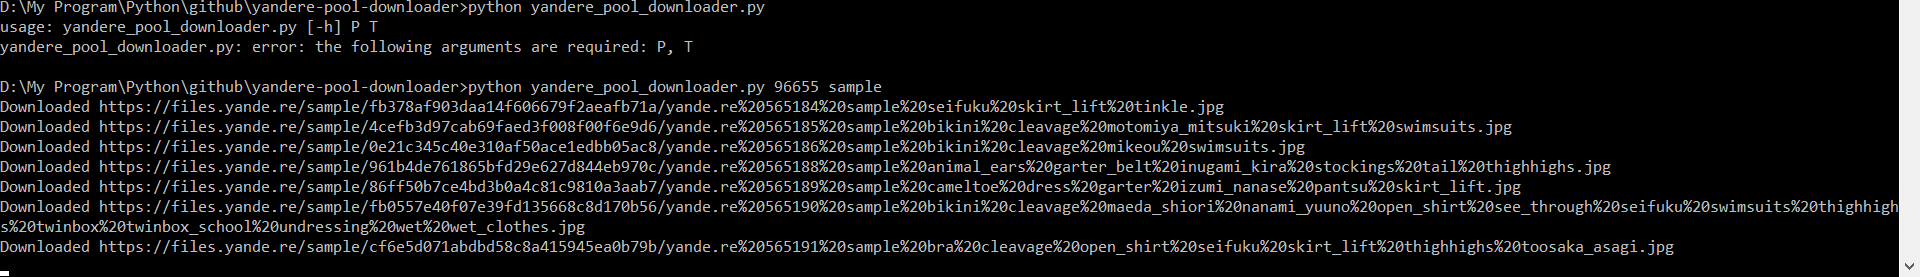 D:\My Program\Python\github\yandere-pool-downloader>python yandere_pool_downloader.py
usage: yandere_pool_downloader.py [-h] P T
yandere_pool_downloader.py: error: the following arguments are required: P, T
D:\My Program\Python\github\yandere-pool-downloader>python yandere_pool_downloader.py 96655 sample
Downloaded https://files.yande.re/sample/fb378af903daa14f606679f2aeafb71a/yande.re%20565184%20sample%20seifuku%20skirt_lift%20tinkle.jpg
Downloaded https://files.yande.re/sample/4cefb3d97cab69faed3f008f00f6e9d6/yande.re%20565185%20sample%20bikini%20cleavage%20motomiya_mitsuki%20skirt_lift%20swimsuits.jpg
Downloaded https://files.yande.re/sample/0e21c345c40e310af50ace1edbb05ac8/yande.re%20565186%20sample%20bikini%20cleavage%20mikeou%20swimsuits.jpg
Downloaded https://files.yande.re/sample/961b4de761865bfd29e627d844eb970c/yande.re%20565188%20sample%20animal_ears%20garter_belt%20inugami_kira%20stockings%20tail%20thighhighs.jpg
Downloaded https://files.yande.re/sample/86ff50b7ce4bd3b0a4c81c9810a3aab7/yande.re%20565189%20sample%20cameltoe%20dress%20garter%20izumi_nanase%20pantsu%20skirt_lift.jpg
Downloaded https://files.yande.re/sample/fb0557e40f07e39fd135668c8d170b56/yande.re%20565190%20sample%20bikini%20cleavage%20maeda_shiori%20nanami_yuuno%20open_shirt%20see_through%20seifuku%20swimsuits%20thighhigh
s%20twinbox%20twinbox_school%20undressing%20wet%20wet_clothes.jpg
Downloaded https://files.yande.re/sample/cf6e5d071abdbd58c8a415945ea0b79b/yande.re%20565191%20sample%20bra%20cleavage%20open_shirt%20seifuku%20skirt_lift%20thighhighs%20toosaka_asagi.jpg